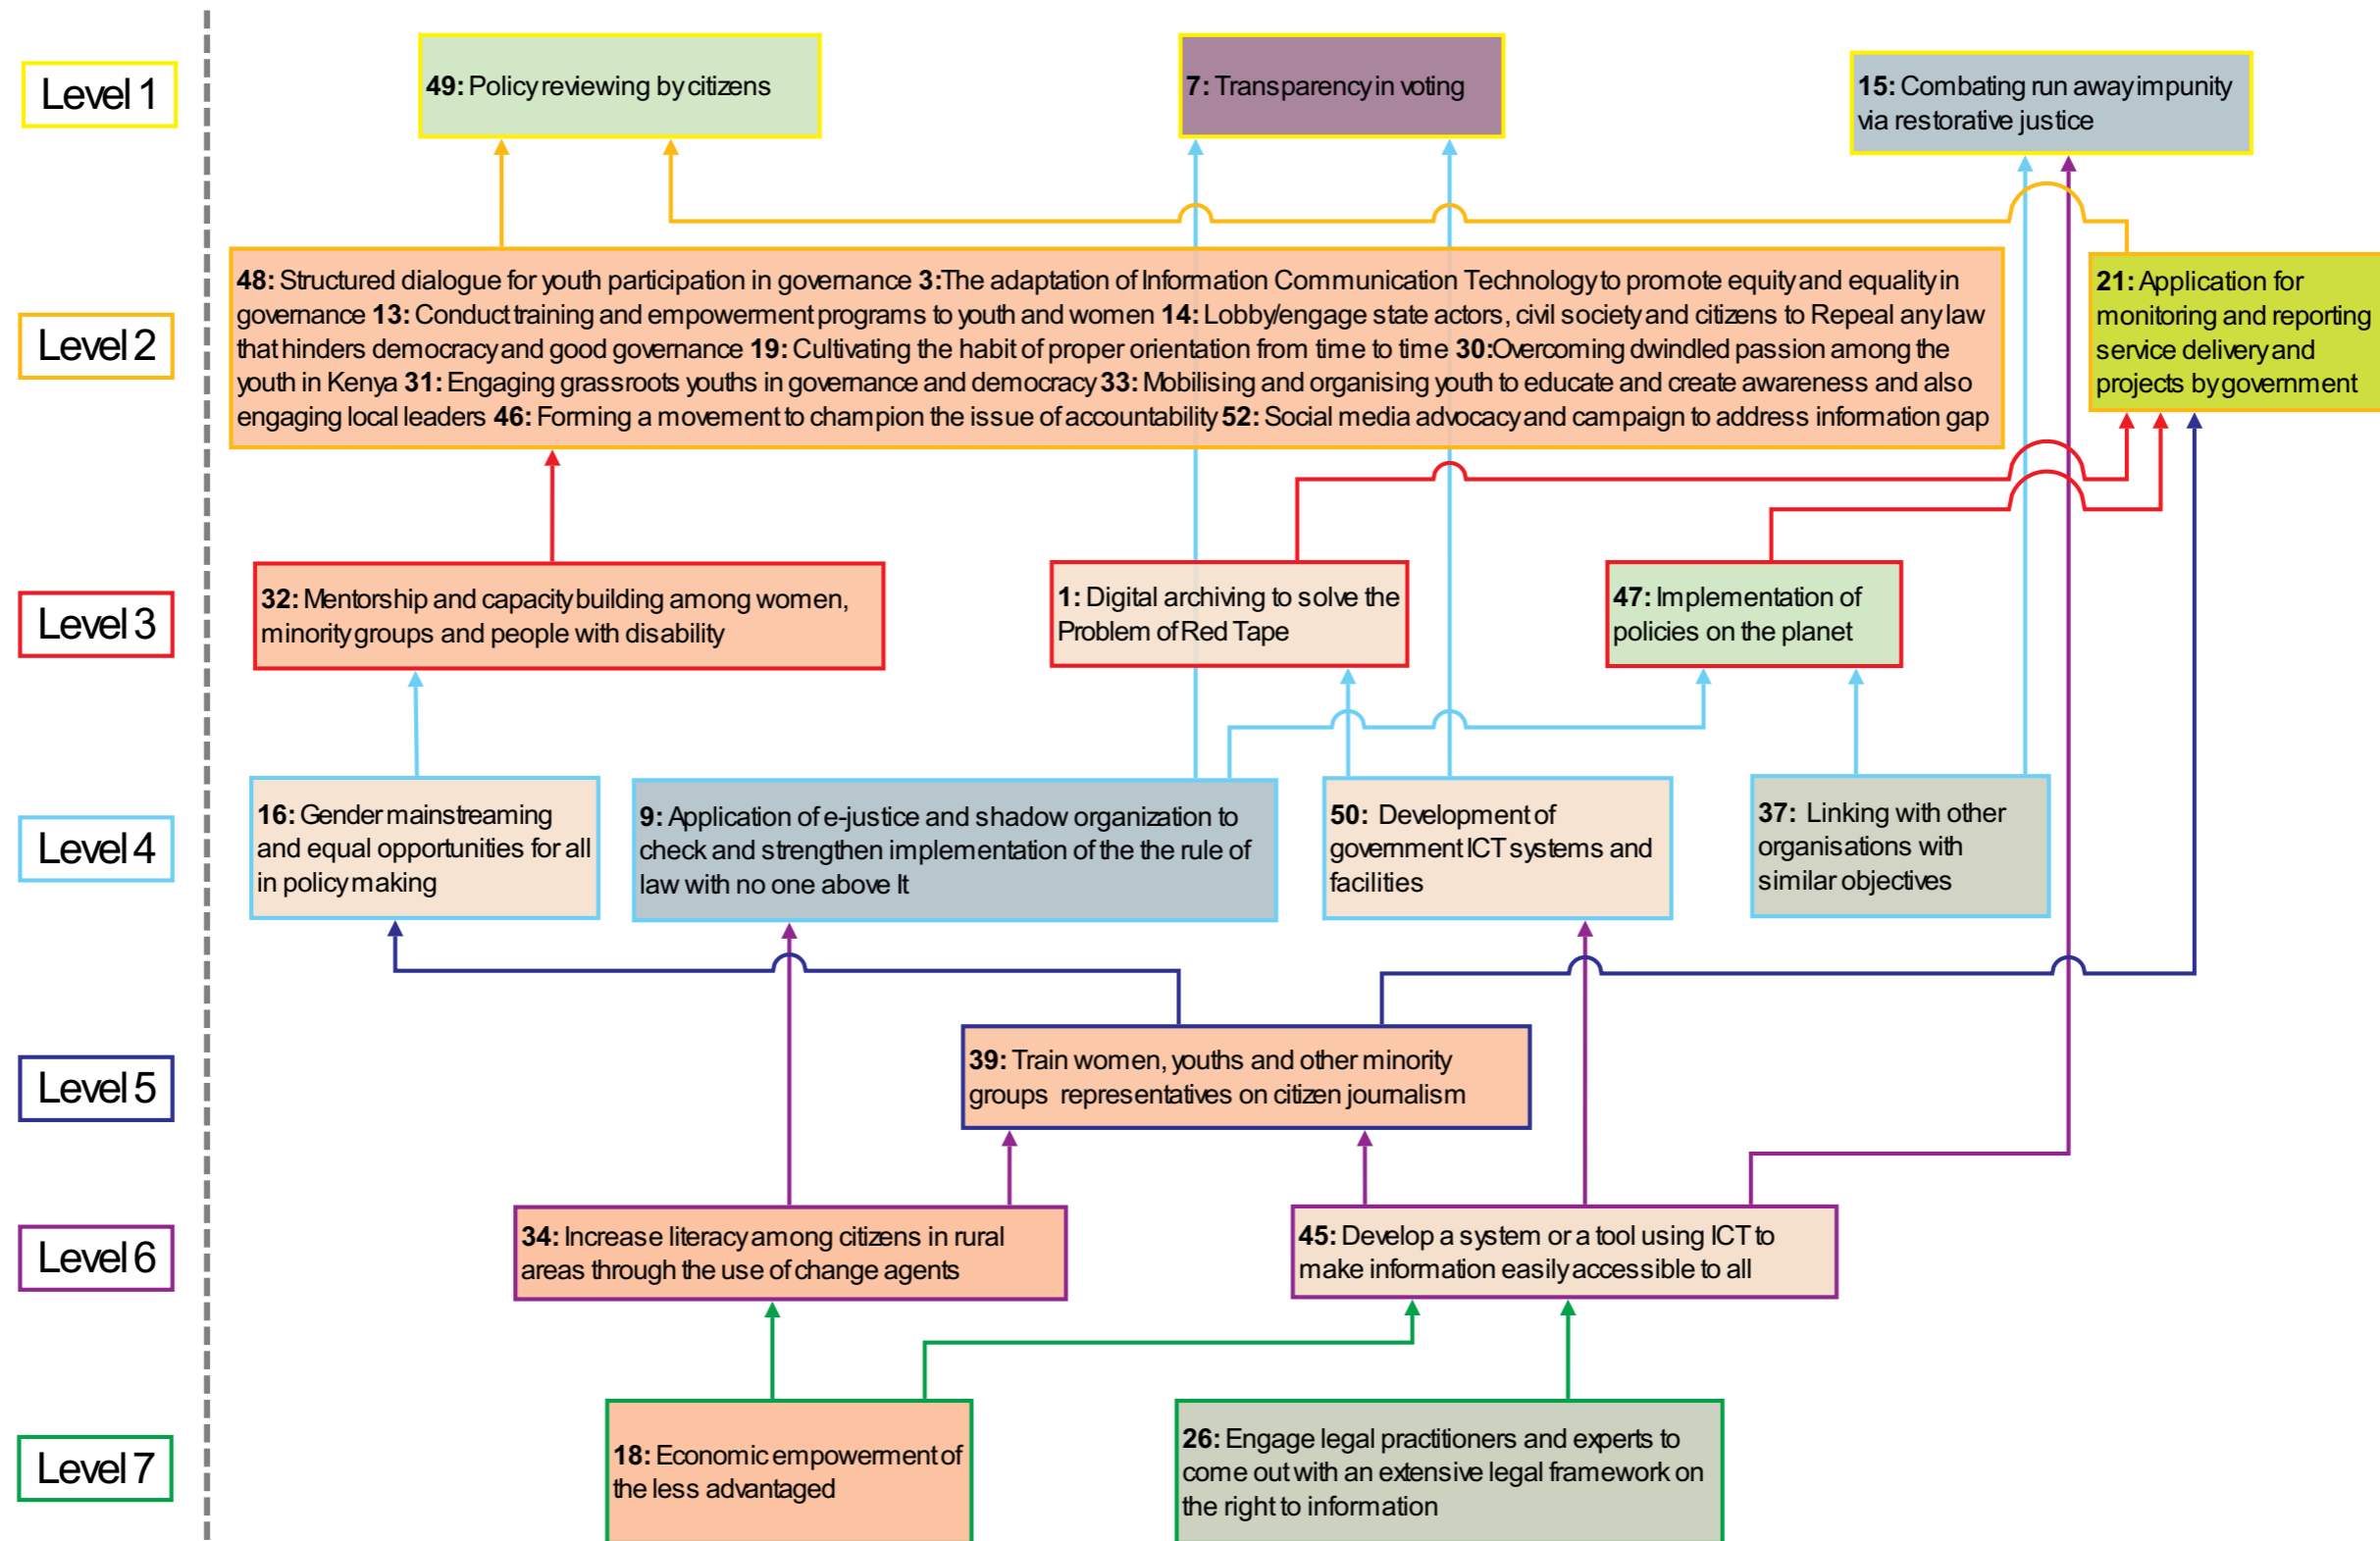 Level 1
49: Policy reviewing by citizens
7: Transparency in voting
15: Combating run away impunity
via restorative justice
Level 2
48: Structured dialogue for youth participation in governance 3:The adaptation of Information Communication Technology to promote equity and equality in
governance 13: Conduct training and empowerment programs to youth and women 14: Lobby/engage state actors, civil society and citizens to Repeal any law
that hinders democracy and good governance 19: Cultivating the habit of proper orientation from time to time 30:Overcoming dwindled passion among the
youth in Kenya 31: Engaging grassroots youths in governance and democracy 33: Mobilising and organising youth to educate and create awareness and also
engaging local leaders 46: Forming a movement to champion the issue of accountability 52: Social media advocacy and campaign to address information gap
21: Application for
monitoring and reporting
service delivery and
projects by government
Level 3
32: Mentorship and capacity building among women,
minority groups and people with disability
1: Digital archiving to solve the
Problem of Red Tape
47: Implementation of
policies on the planet
Level 4
16: Gender mainstreaming
and equal opportunities for all
in policy making
9: Application of e-justice and shadow organization to
check and strengthen implementation of the the rule of
law with no one above It
50: Development of
government ICT systems and
facilities
37: Linking with other
organisations with
similar objectives
Level 5
39: Train women, youths and other minority
groups representatives on citizen journalism
Level 6
34: Increase literacy among citizens in rural
areas through the use of change agents
45: Develop a system or a tool using ICT to
make information easily accessible to all
Level 7
18: Economic empowerment of
the less advantaged
26: Engage legal practitioners and experts to
come out with an extensive legal framework on
the right to information